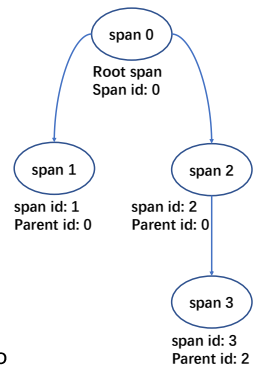 span 0
Root span
Span id: 0
span 1
span 2
span id: 1
Parent id: 0
span id: 2
Parent id: 0
span 3
span id: 3
Parent id: 2